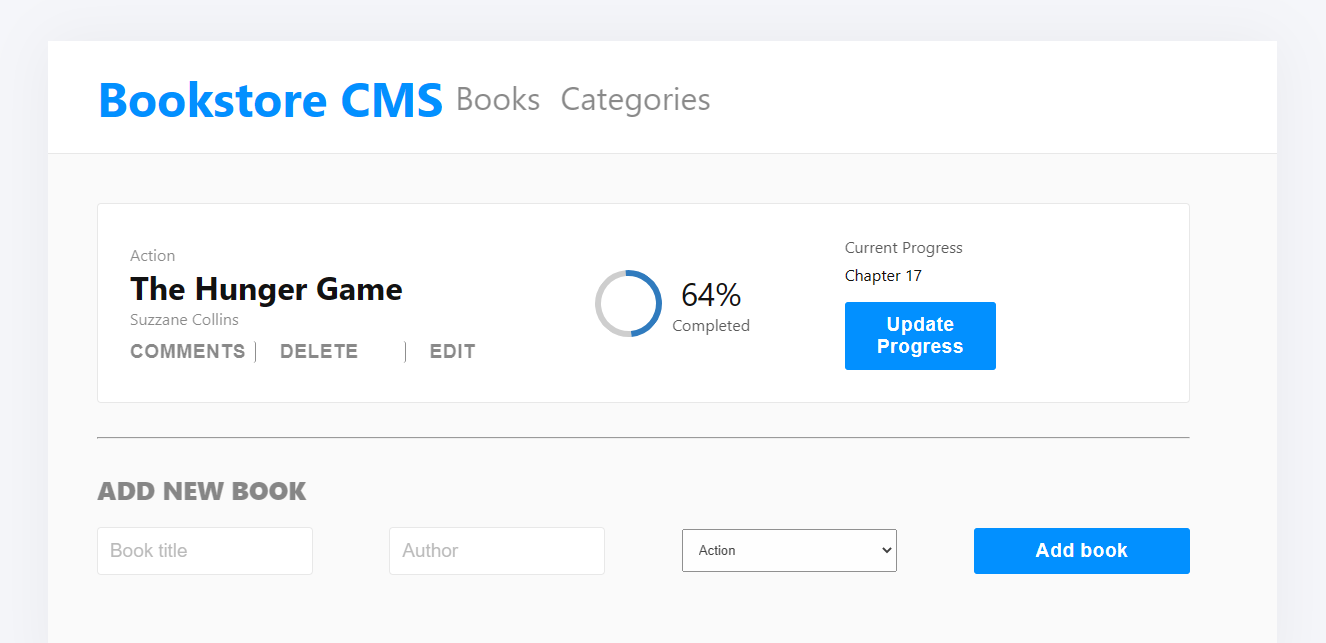 Bookstore CMS Books Categories
Action
The Hunger Game
Suzzane Collins
COMMENTS DELETE EDIT
64%
Completed
Current Progress
Chapter 17
Update
Progress
ADD NEW BOOK
Book title Author Action Add book